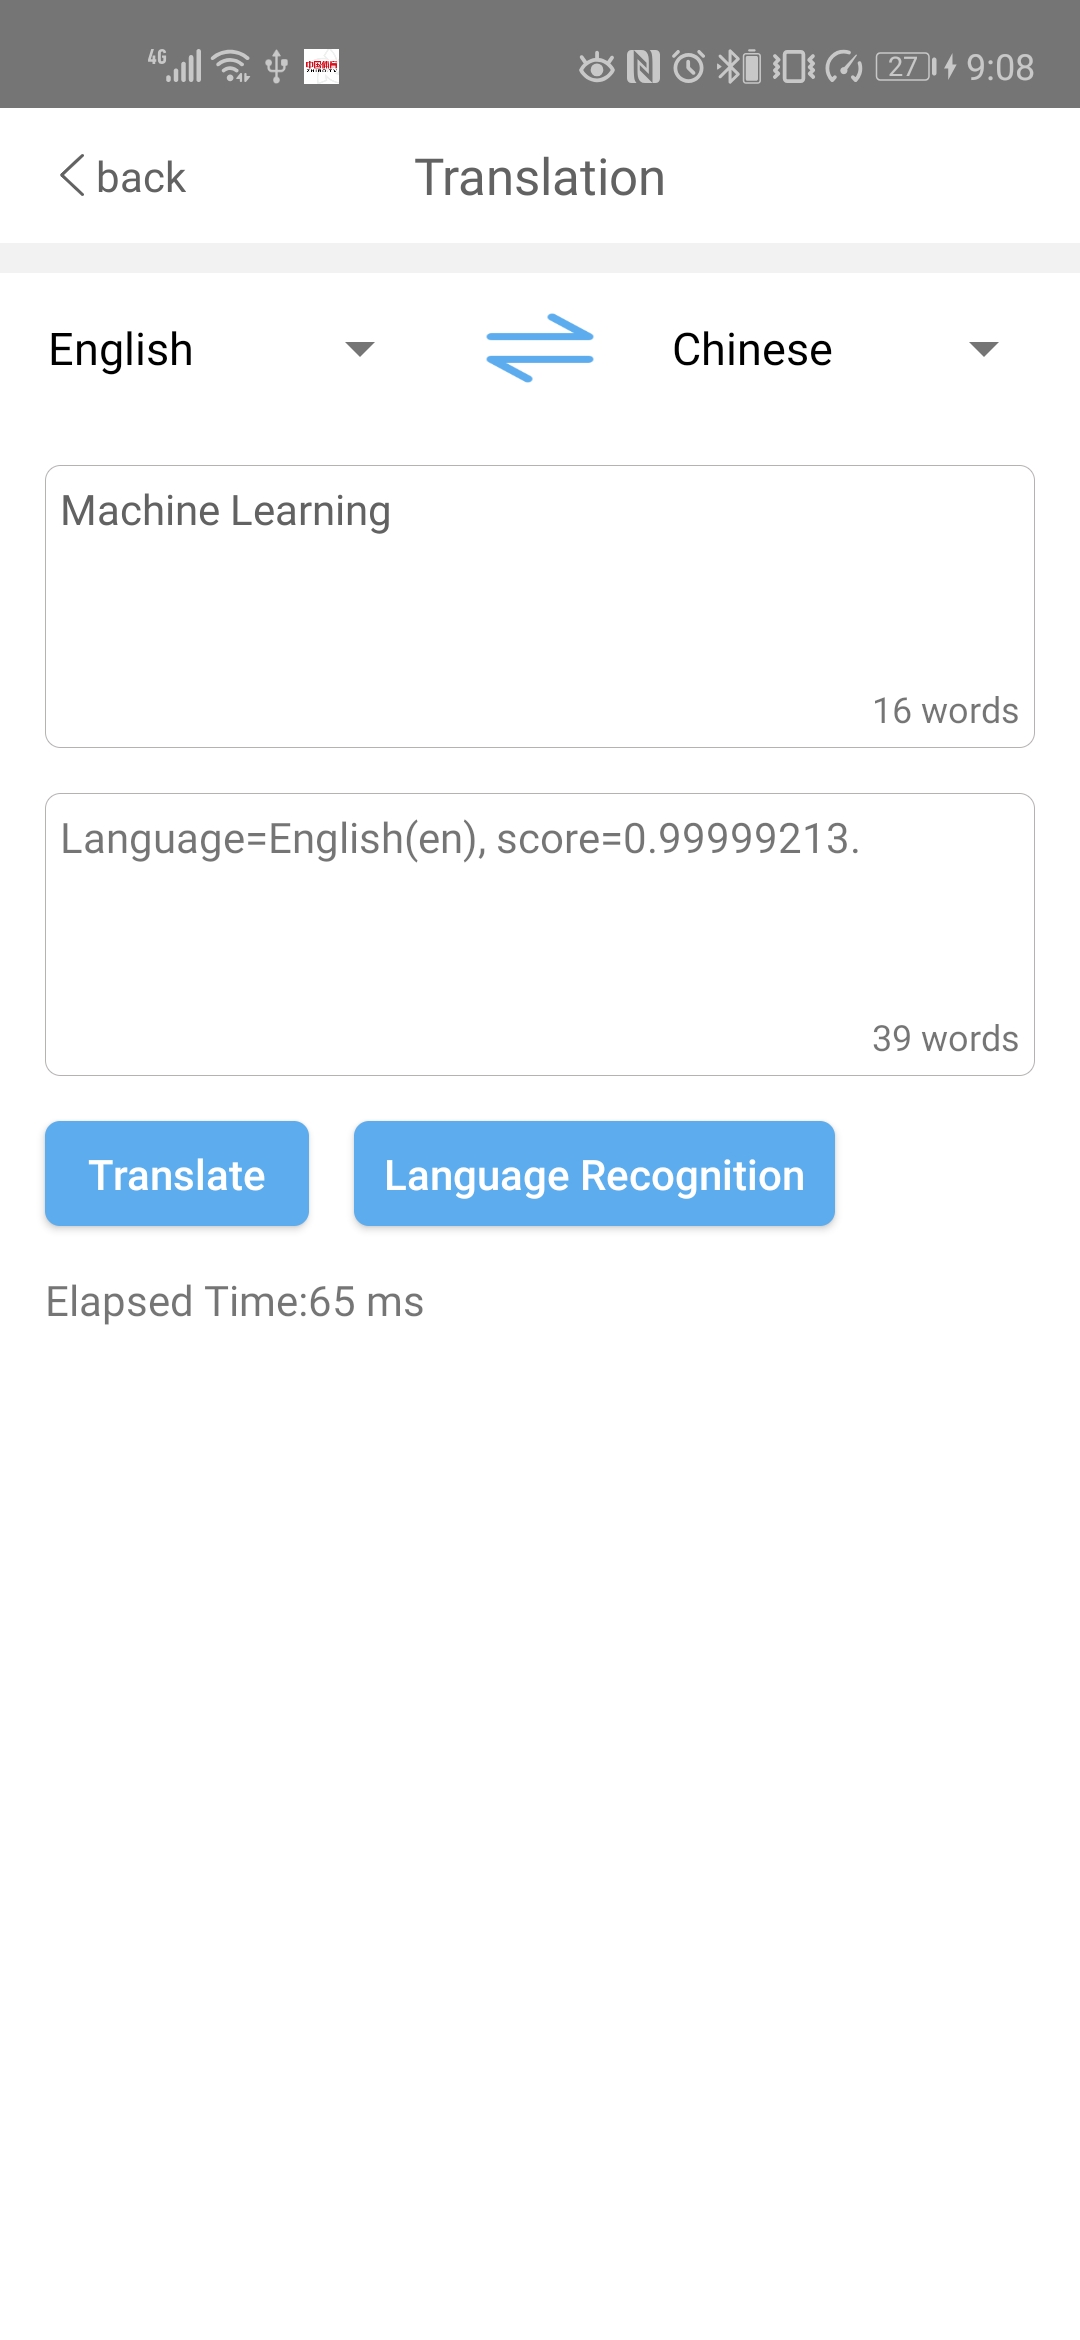 4G 27 9:08
back Translation
English Chinese
Machine Learning
16 words
Language=English(en), score=0.99999213.
39 words
Translate Language Recognition
Elapsed Time:65 ms